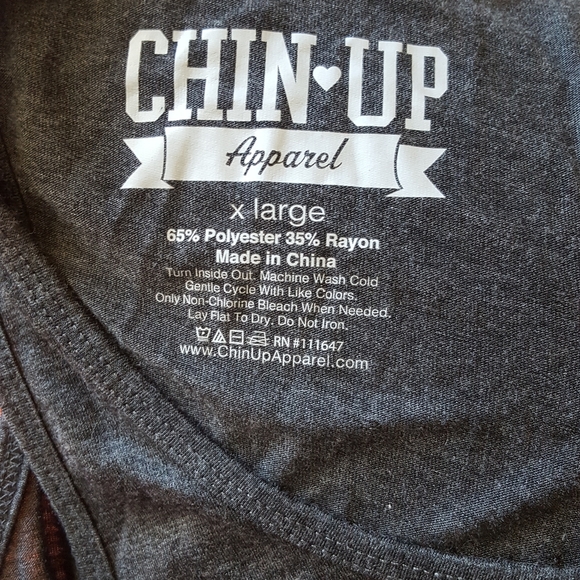 CHIN UP
Apparel
x large
65% Polyester 35% Rayon
Made in China
Turn Inside Out. Machine Wash Cold
Gentle Cycle With Like Colors.
Only Non-Chlorine Bleach When Needed.
Lay Flat To Dry. Do Not Iron.
RN #111647
www.ChinUpApparel.com